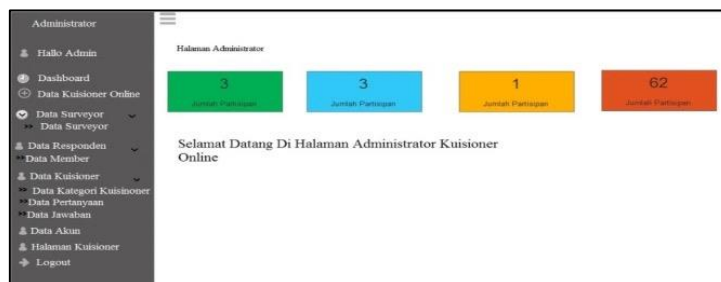 Administrator
Hallo Admin
Dashboard
Data Kuisioner Online
Data Surveyor
Data Surveyor
Data Responden
Data Member
Data Kuisioner
Data Kategori Kuisinoner
Data Pertanyaan
Data Jawaban
Data Akun
Halaman Kuisioner
Logout
Halaman Administrator
3
Jumlah Partisipan
3
Jumlah Partisipan
1
Jumlah Partisipan
62
Jumlah Partisipan
Selamat Datang Di Halaman Administrator Kuisioner
Online